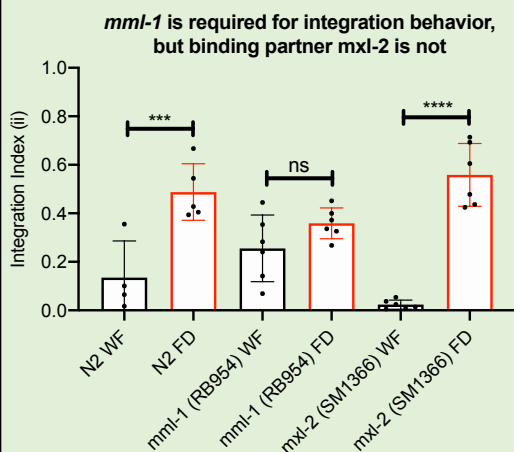 mml-1 is required for integration behavior,
but binding partner mxl-2 is not
Integration Index (ii)
1.0
0.8
0.6
0.4
0.2
0.0
***
ns
****
N2 WF
N2 FD
mml-1 (RB954) WF
mml-1 (RB954) FD
mxl-2 (SM1366) WF
mxl-2 (SM1366) FD